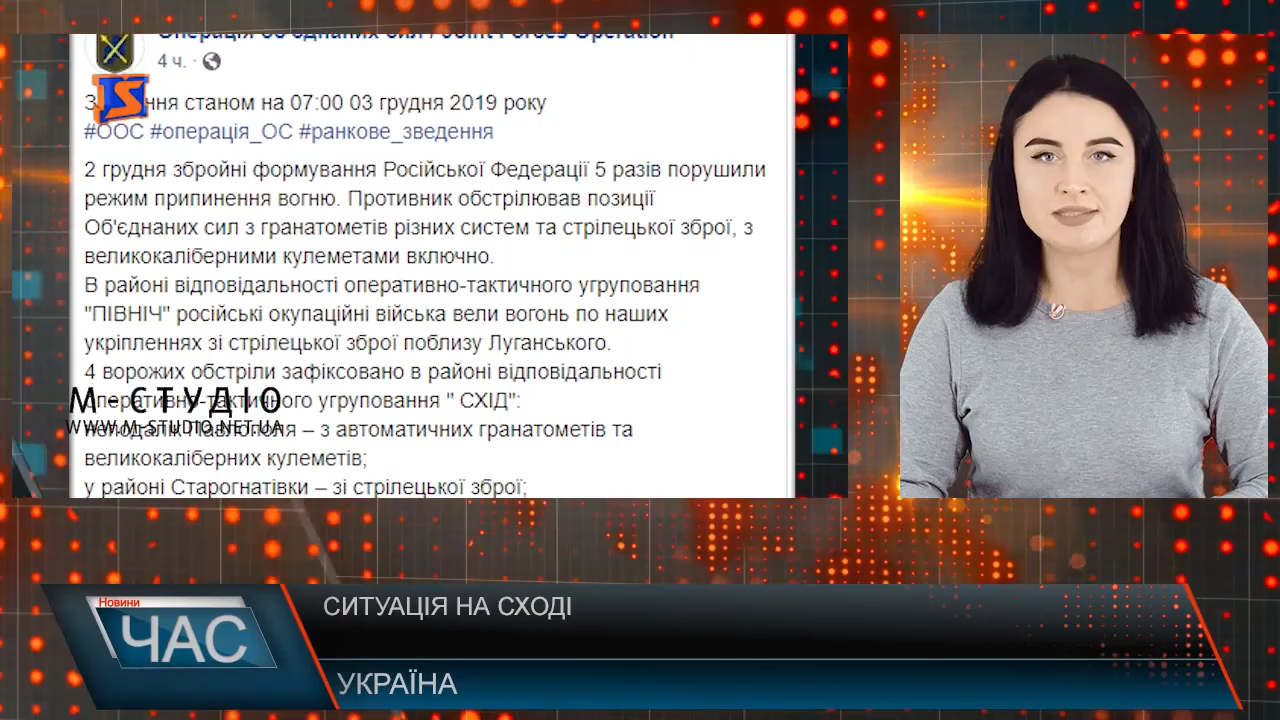 Операція об'єднаних сил / Joint Forces Operation
4 ч. ·
ня станом на 07:00 03 грудня 2019 року
#ООС #операція_ОС #ранкове_зведення
2 грудня збройні формування Російської Федерації 5 разів порушили
режим припинення вогню. Противник обстрілював позиції
Об'єднаних сил з гранатометів різних систем та стрілецької зброї, з
великокаліберними кулеметами включно.
В районі відповідальності оперативно-тактичного угруповання
"ПІВНІЧ" російські окупаційні війська вели вогонь по наших
укріпленнях зі стрілецької зброї поблизу Луганського.
4 ворожих обстріли зафіксовано в районі відповідальності
оперативно-тактичного угруповання " СХІД":
неподалік Павлополя – з автоматичних гранатометів та
великокаліберних кулеметів;
у районі Старогнатівки – зі стрілецької зброї;
TS
М-СТУДІО
WWW.M-STUDIO.NET.UA
Новини
ЧАС
СИТУАЦІЯ НА СХОДІ
УКРАЇНА